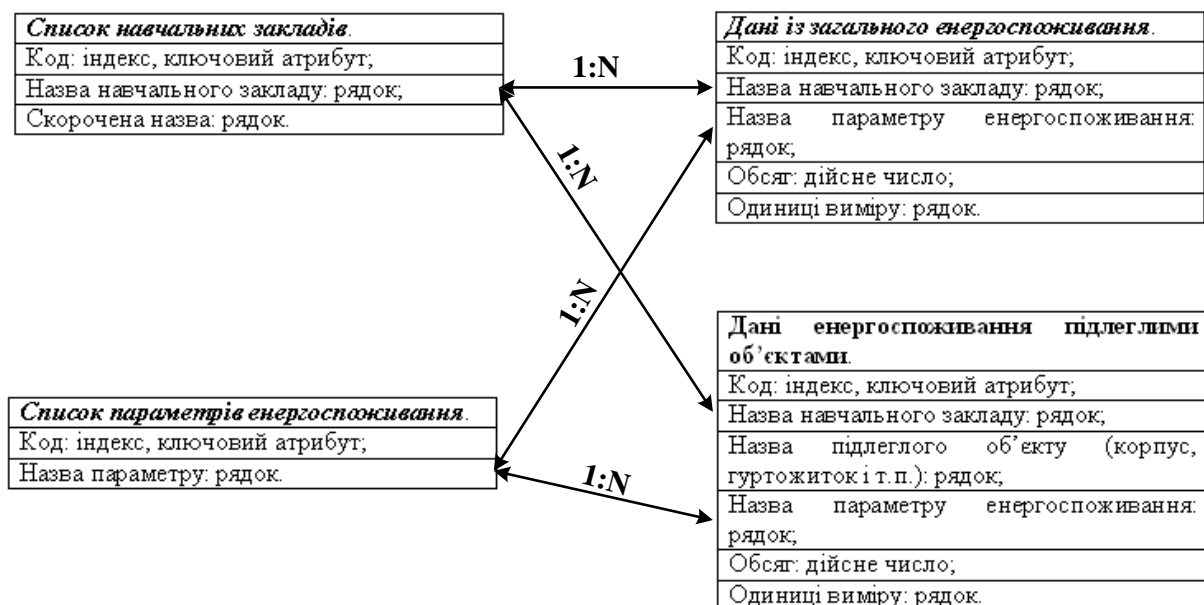 Список навчальних закладів.
Код: індекс, ключовий атрибут;
Назва навчального закладу: рядок;
Скорочена назва: рядок.
1:N
Дані із загального енергоспоживання.
Код: індекс, ключовий атрибут;
Назва навчального закладу: рядок;
Назва параметру енергоспоживання:
рядок;
Обсяг: дійсне число;
Одиниці виміру: рядок.
1:N
1:N
Список параметрів енергоспоживання.
Код: індекс, ключовий атрибут;
Назва параметру: рядок.
1:N
Дані енергоспоживання підлеглими
об’єктами.
Код: індекс, ключовий атрибут;
Назва навчального закладу: рядок;
Назва підлеглого об’єкту (корпус,
гуртожиток і т.п.): рядок;
Назва параметру енергоспоживання:
рядок;
Обсяг: дійсне число;
Одиниці виміру: рядок.